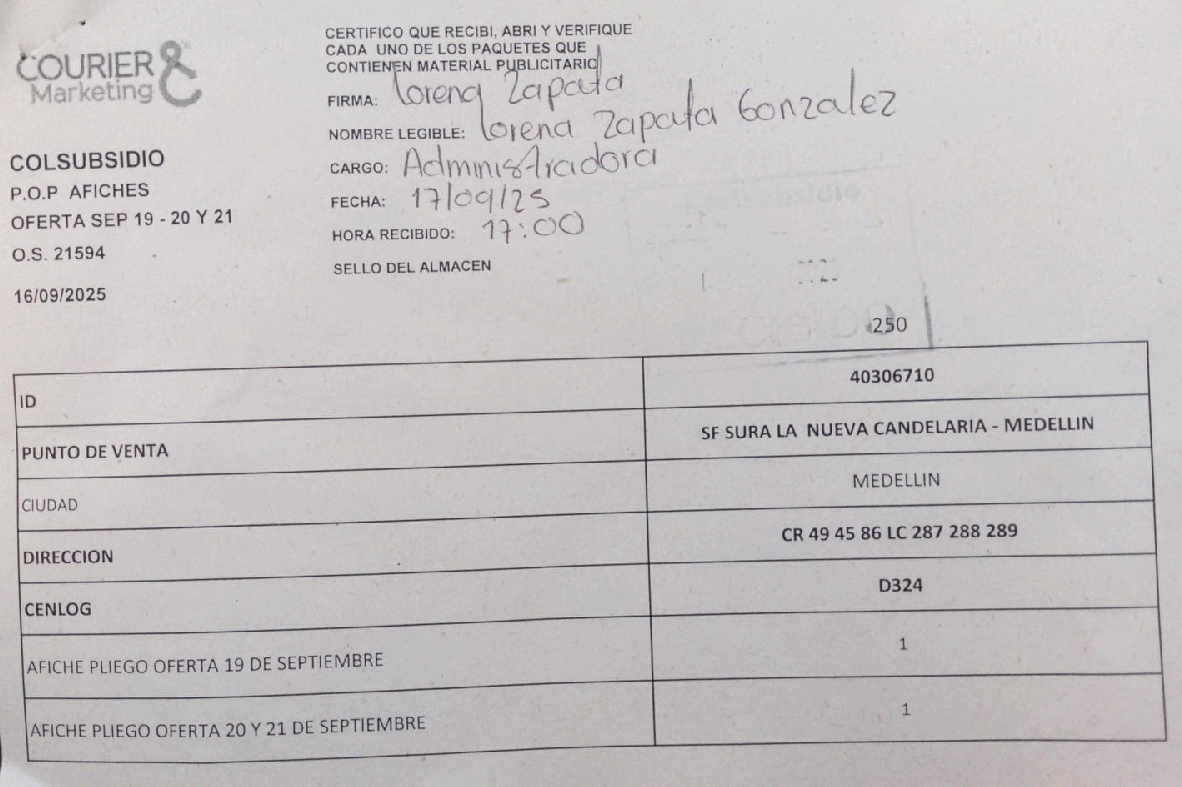 COURIER &
Marketing
COLSUBSIDIO
P.O.P AFICHES
OFERTA SEP 19 - 20 Y 21
O.S. 21594
16/09/2025
CERTIFICO QUE RECIBI, ABRI Y VERIFIQUE
CADA UNO DE LOS PAQUETES QUE
CONTIENEN MATERIAL PUBLICITARIO
FIRMA: Lorena Zapata
NOMBRE LEGIBLE: Lorena Zapata Gonzalez
CARGO: Administradora
FECHA: 17/09/25
HORA RECIBIDO: 17:00
SELLO DEL ALMACEN
250
ID 40306710
PUNTO DE VENTA SF SURA LA NUEVA CANDELARIA - MEDELLIN
CIUDAD MEDELLIN
DIRECCION CR 49 45 86 LC 287 288 289
CENLOG D324
AFICHE PLIEGO OFERTA 19 DE SEPTIEMBRE 1
AFICHE PLIEGO OFERTA 20 Y 21 DE SEPTIEMBRE 1